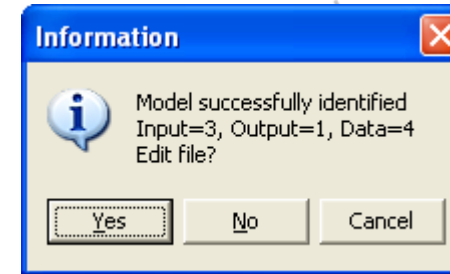 Information
Model successfully identified
Input=3, Output=1, Data=4
Edit file?
Yes
No
Cancel